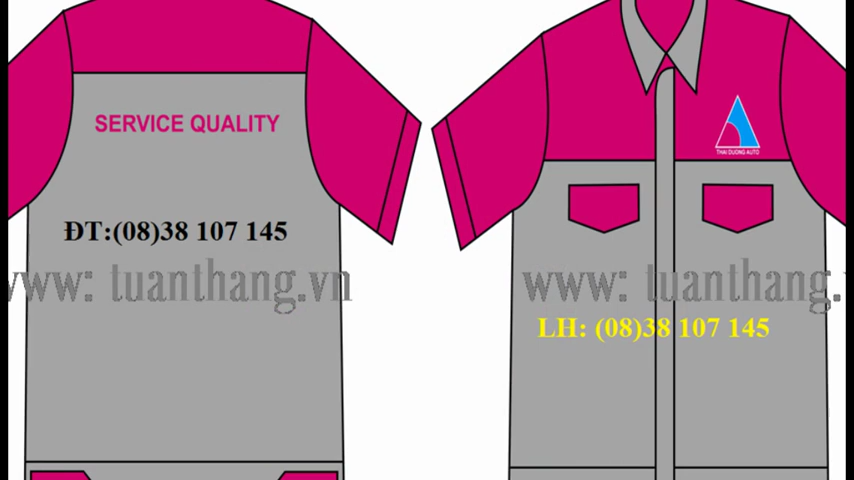 SERVICE QUALITY
ĐT:(08)38 107 145
www: tuanthang.vn
THAI DUONG AUTO
www: tuanthang.
LH: (08)38 107 145